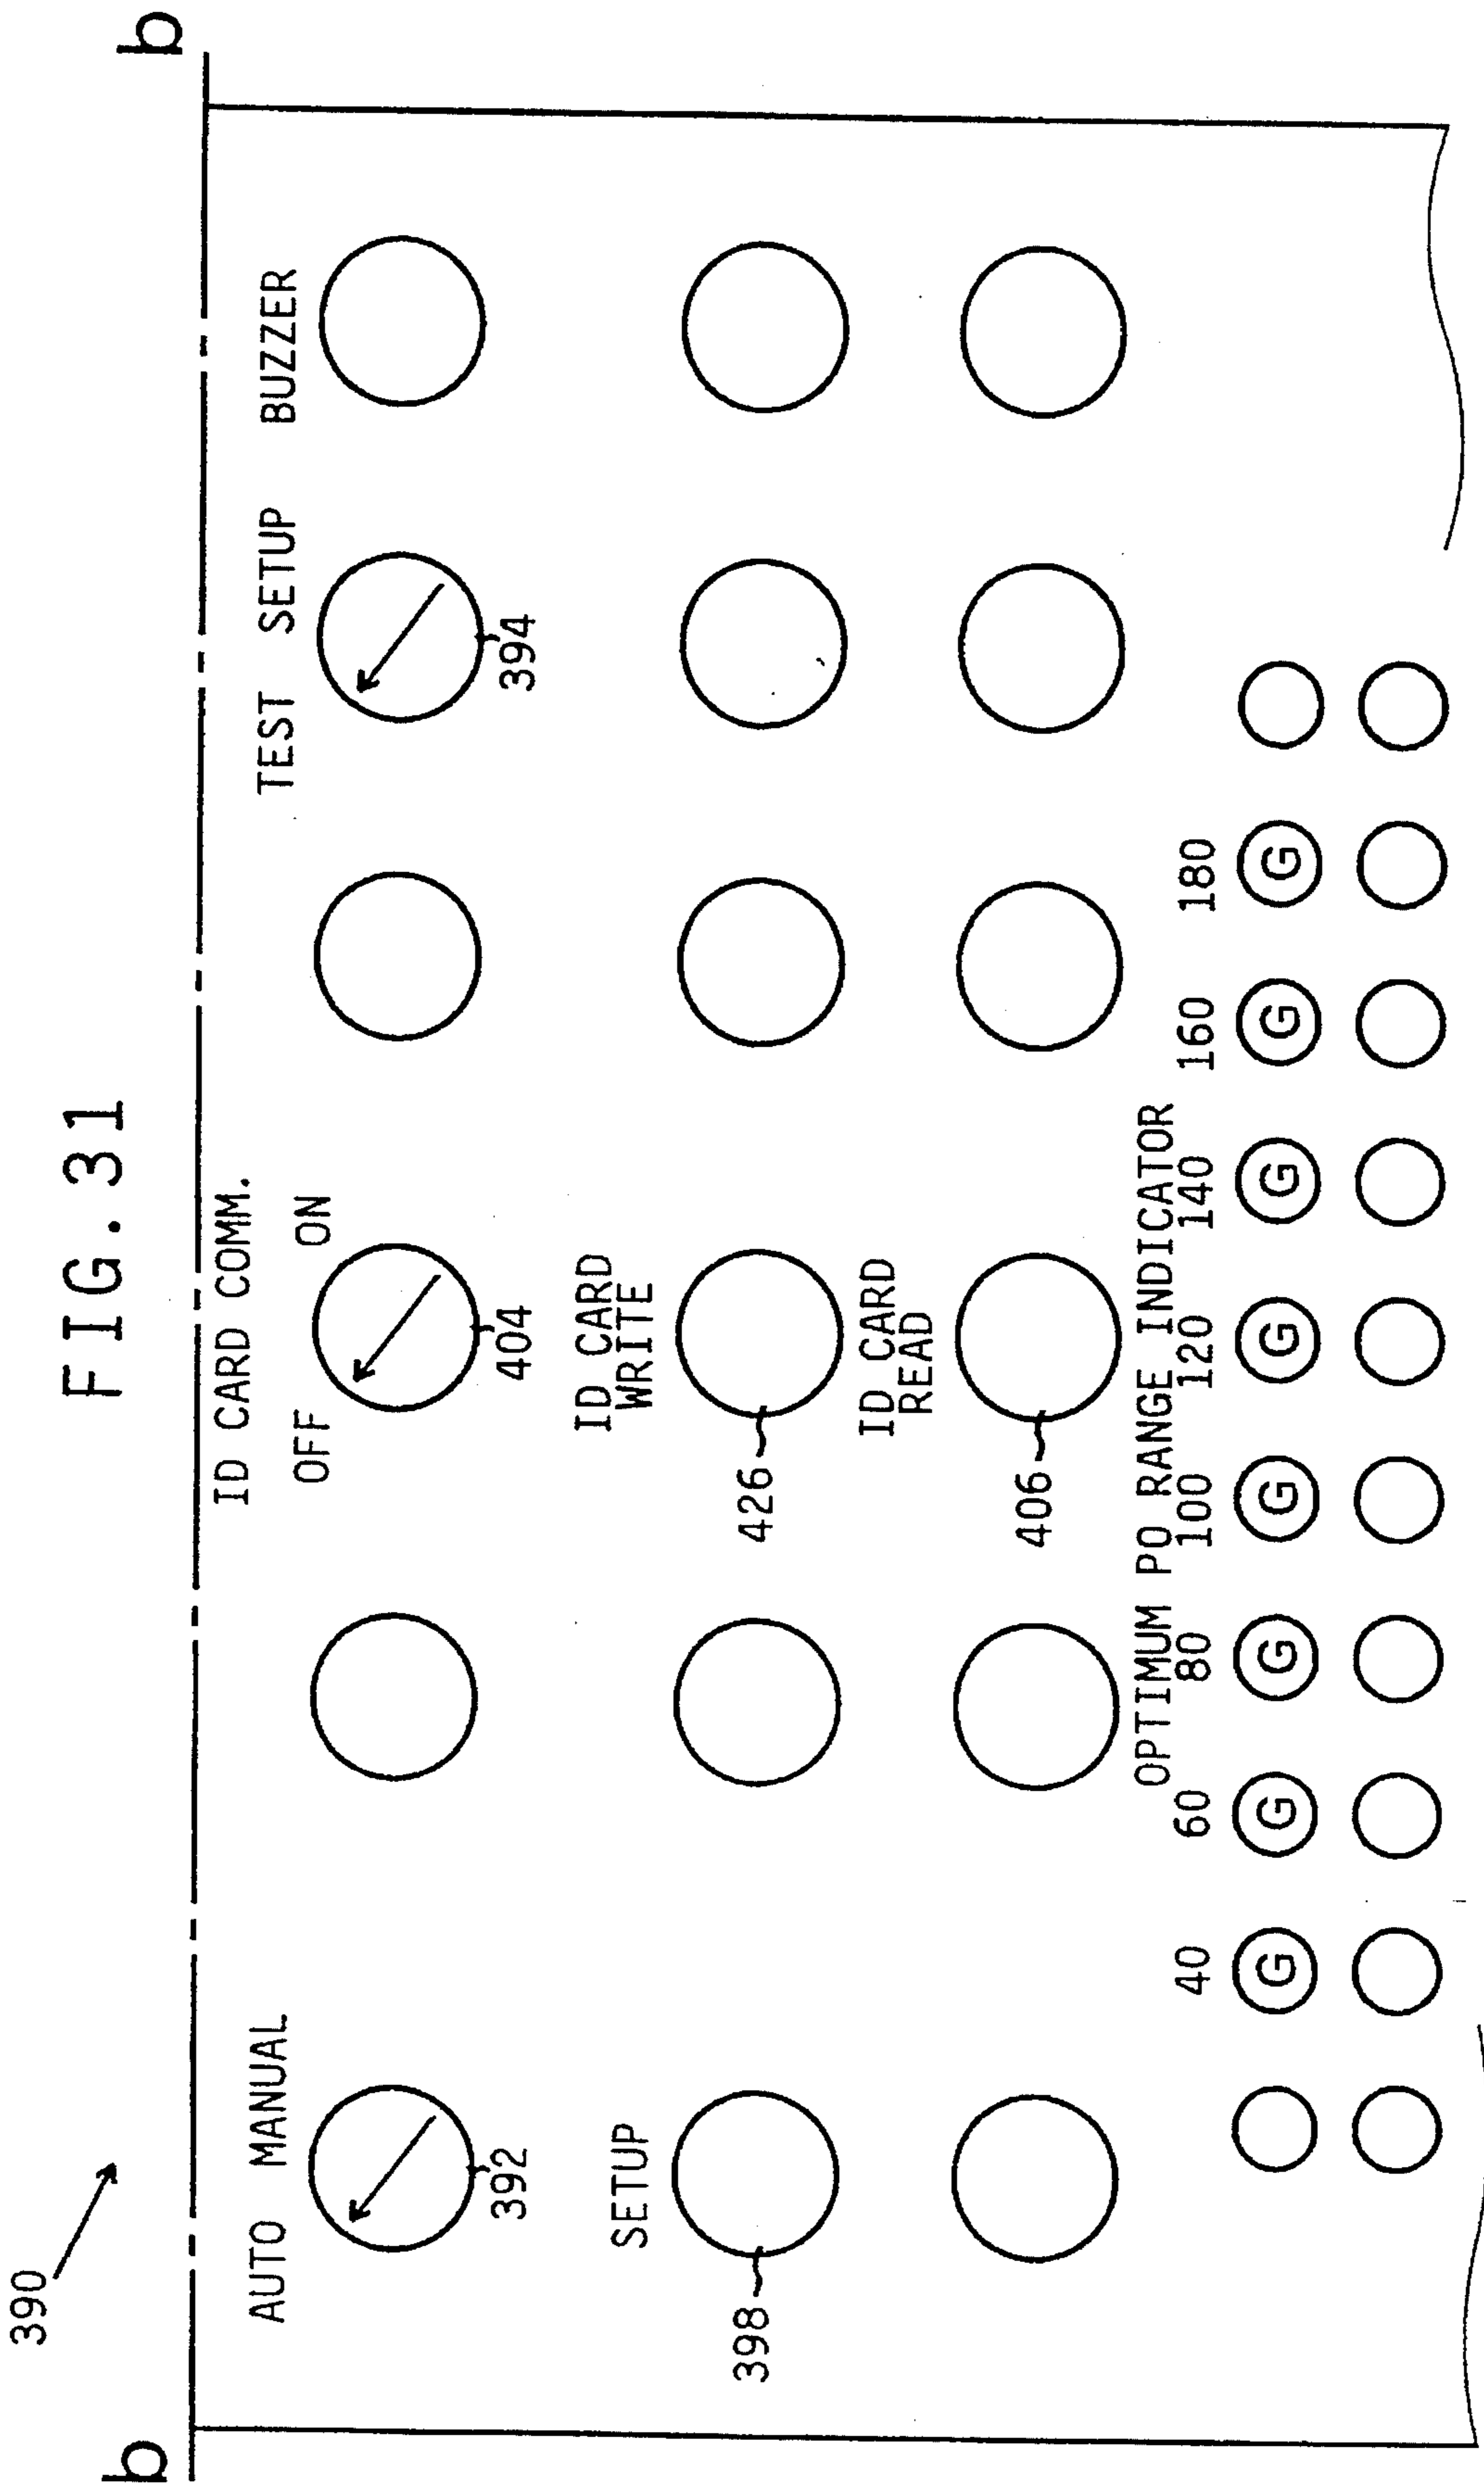 FIG.31
390
b
b
ID CARD COMM.
AUTO MANUAL
OFF
ON
TEST SETUP BUZZER
392
404
394
SETUP
ID CARD
WRITE
398
426
ID CARD
READ
406
OPTIMUM PO RANGE INDICATOR
40 60 80 100 120 140 160 180
G G G G G G G G